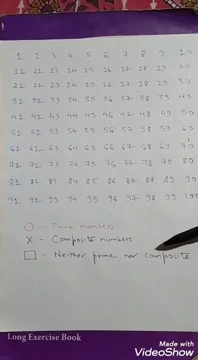 1 2 3 4 5 6 7 8 9 10
11 12 13 14 15 16 17 18 19 20
21 22 23 24 25 26 27 28 29 30
31 32 33 34 35 36 37 38 39 40
41 42 43 44 45 46 47 48 49 50
51 52 53 54 55 56 57 58 59 60
61 62 63 64 65 66 67 68 69 70
71 72 73 74 75 76 77 78 79 80
81 82 83 84 85 86 87 88 89 90
91 92 93 94 95 96 97 98 99 100
O - Prime numbers
X - Composite numbers
- Neither prime nor composite
Long Exercise Book
Made with
VideoShow